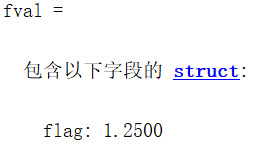 fval =
包含以下字段的 struct:
flag: 1.2500